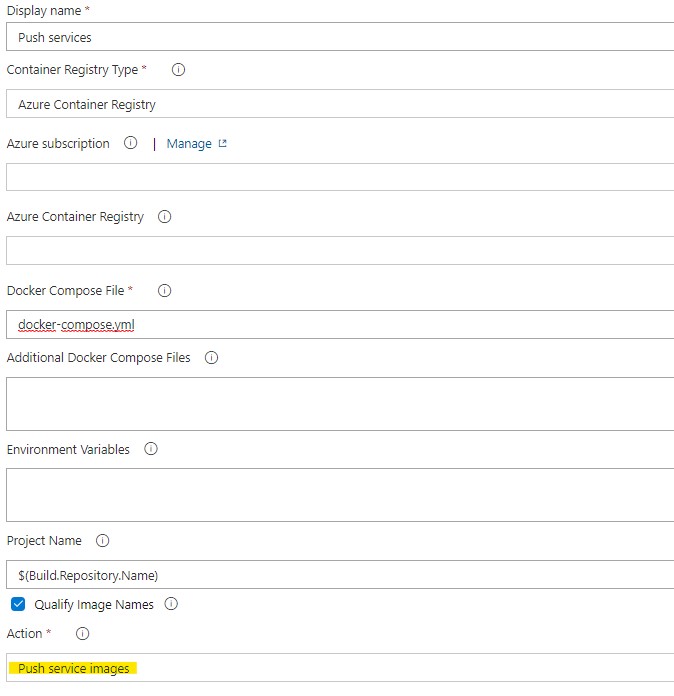 Display name *
Push services
Container Registry Type *
Azure Container Registry
Azure subscription | Manage
Azure Container Registry
Docker Compose File *
docker-compose.yml
Additional Docker Compose Files
Environment Variables
Project Name
$(Build.Repository.Name)
Qualify Image Names
Action *
Push service images